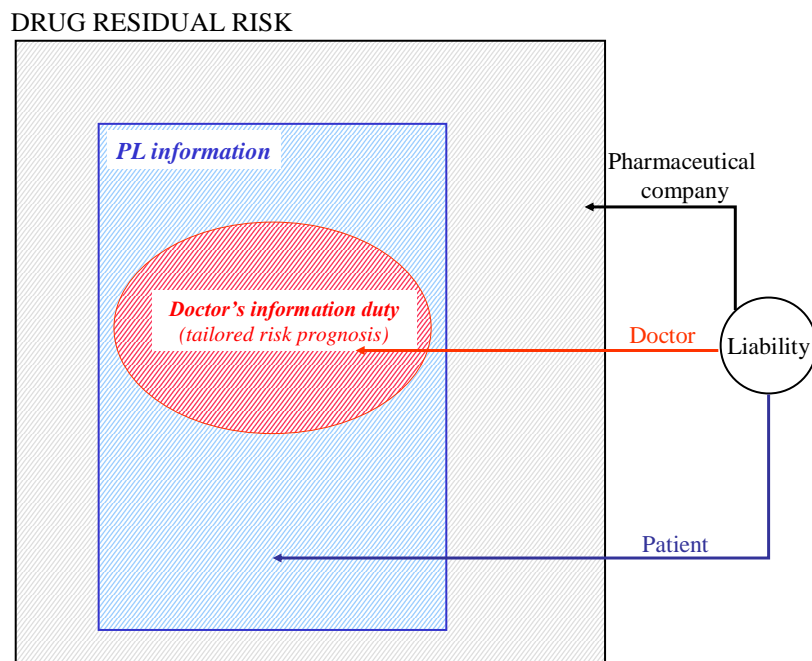 DRUG RESIDUAL RISK
PL information
Pharmaceutical
company
Doctor's information duty
(tailored risk prognosis)
Doctor
Liability
Patient